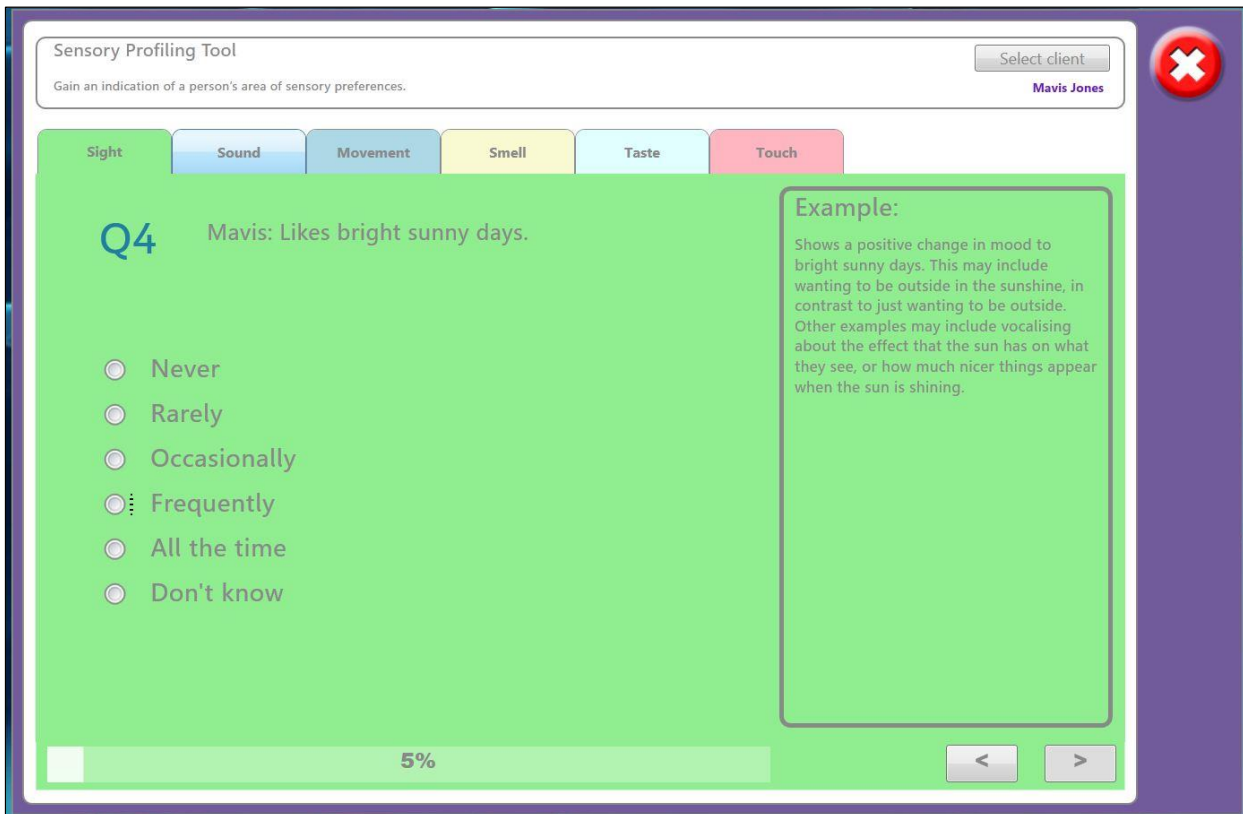 Sensory Profiling Tool
Select client
Gain an indication of a person's area of sensory preferences.
Mavis Jones
Sight
Sound
Movement
Smell
Taste
Touch
Q4
Mavis: Likes bright sunny days.
Never
Rarely
Occasionally
Frequently
All the time
Don't know
Example:
Shows a positive change in mood to
bright sunny days. This may include
wanting to be outside in the sunshine, in
contrast to just wanting to be outside.
Other examples may include vocalising
about the effect that the sun has on what
they see, or how much nicer things appear
when the sun is shining.
5%
<
>